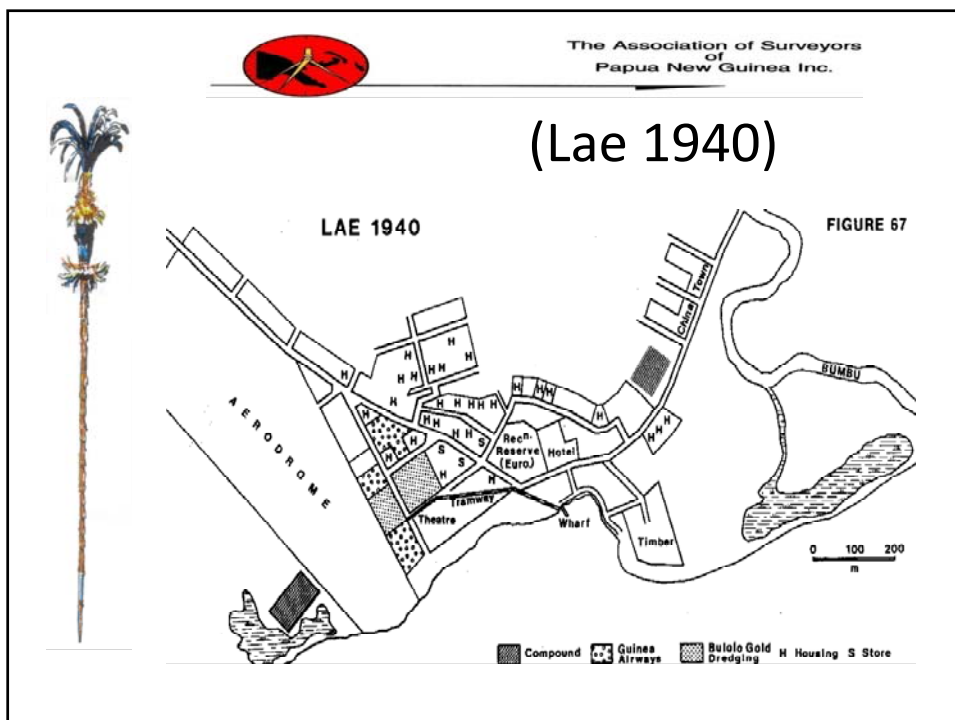 The Association of Surveyors
of
Papua New Guinea Inc.
(Lae 1940)
LAE 1940
FIGURE 67
China Town
BUMBU
AERODROME
H
H
H
H
H H
H H
H
H
H H H H
H H
H H
H
H
H
S
S
S
H
H
H
H H
H
H H H
Recn.
Reserve
(Euro.)
Hotel
Tramway
Theatre
Wharf
Timber
0 100 200
m
Compound
Guinea
Airways
Bulolo Gold
Dredging
H Housing
S Store